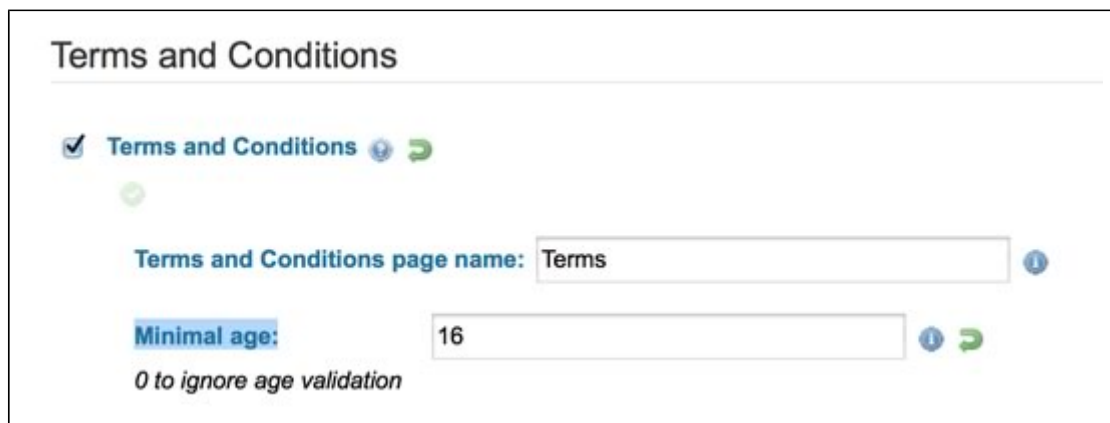 Terms and Conditions
Terms and Conditions
Terms and Conditions page name: Terms
Minimal age: 16
0 to ignore age validation